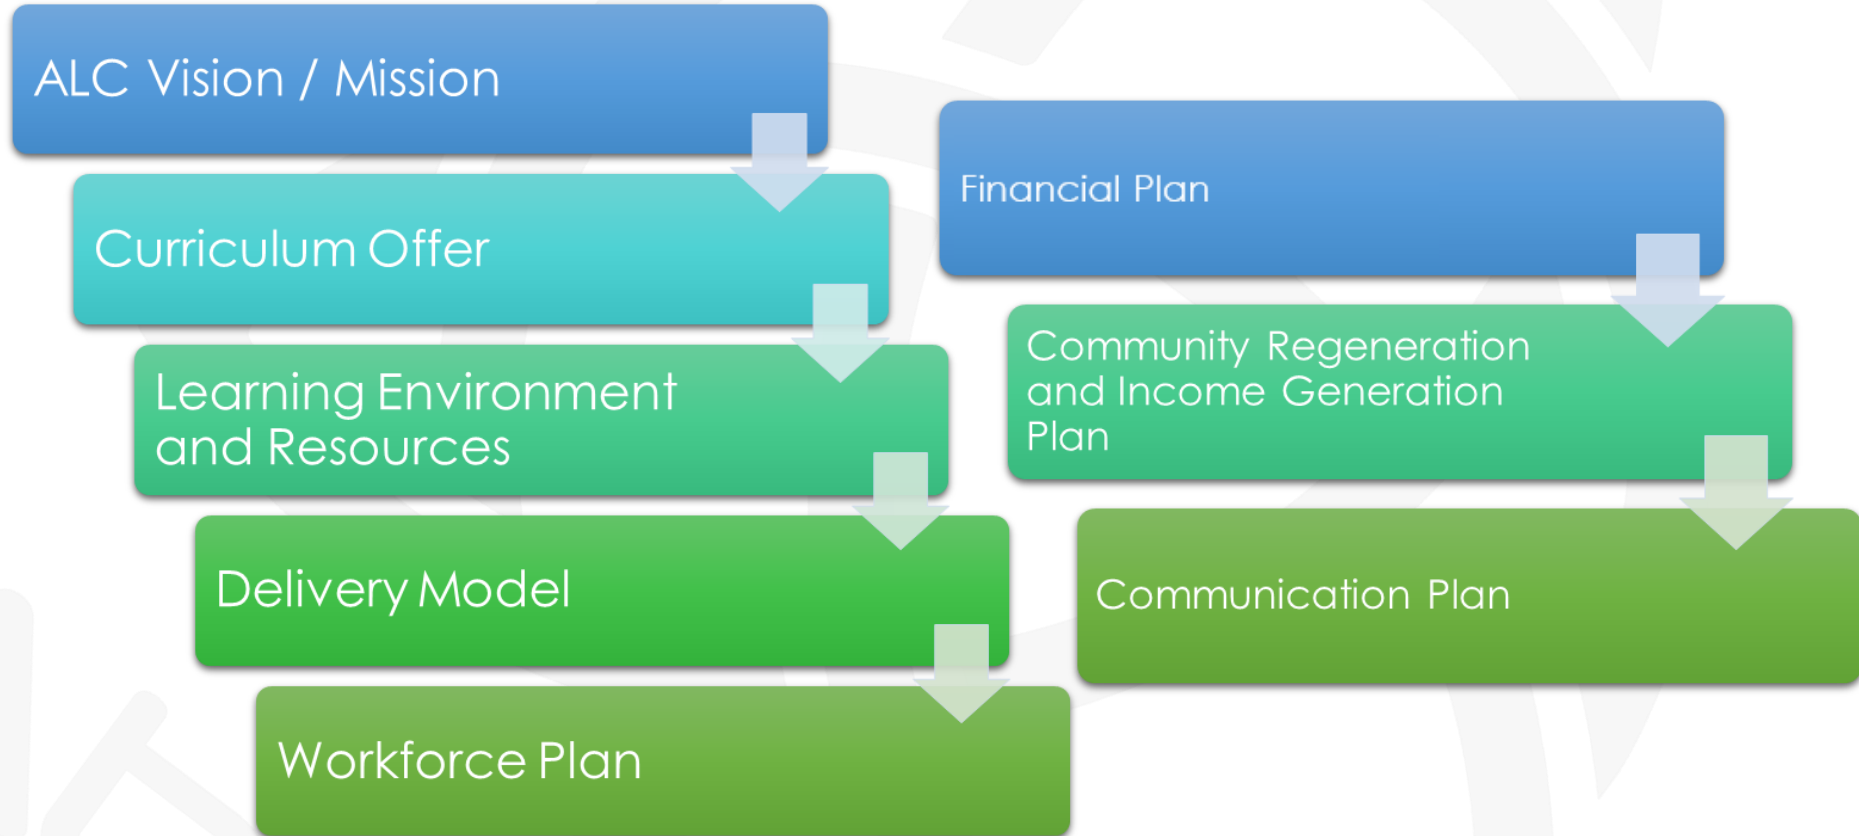 ALC Vision / Mission
Curriculum Offer
Learning Environment
and Resources
Delivery Model
Workforce Plan
Financial Plan
Community Regeneration
and Income Generation
Plan
Communication Plan